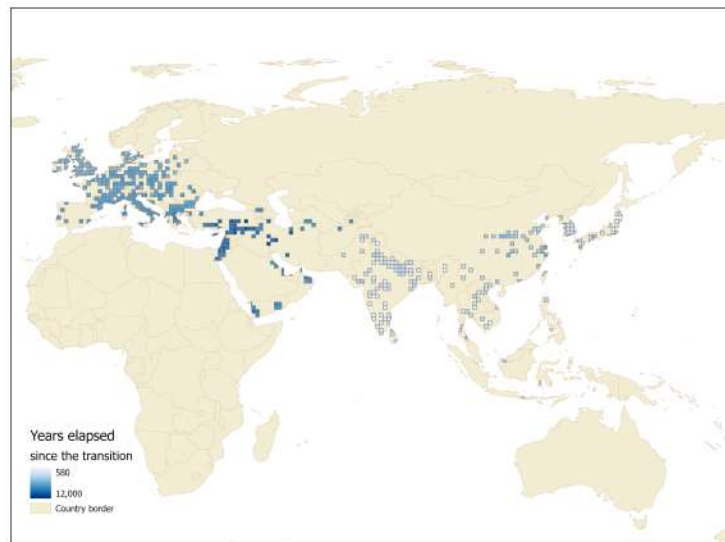 Years elapsed
since the transition
580
12,000
Country border